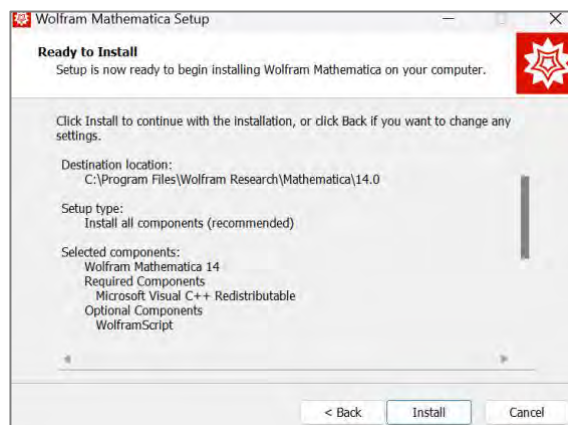 Wolfram Mathematica Setup
Ready to Install
Setup is now ready to begin installing Wolfram Mathematica on your computer.
Click Install to continue with the installation, or click Back if you want to change any
settings.
Destination location:
C:\Program Files\Wolfram Research\Mathematica\14.0
Setup type:
Install all components (recommended)
Selected components:
Wolfram Mathematica 14
Required Components
Microsoft Visual C++ Redistributable
Optional Components
WolframScript
< Back Install Cancel